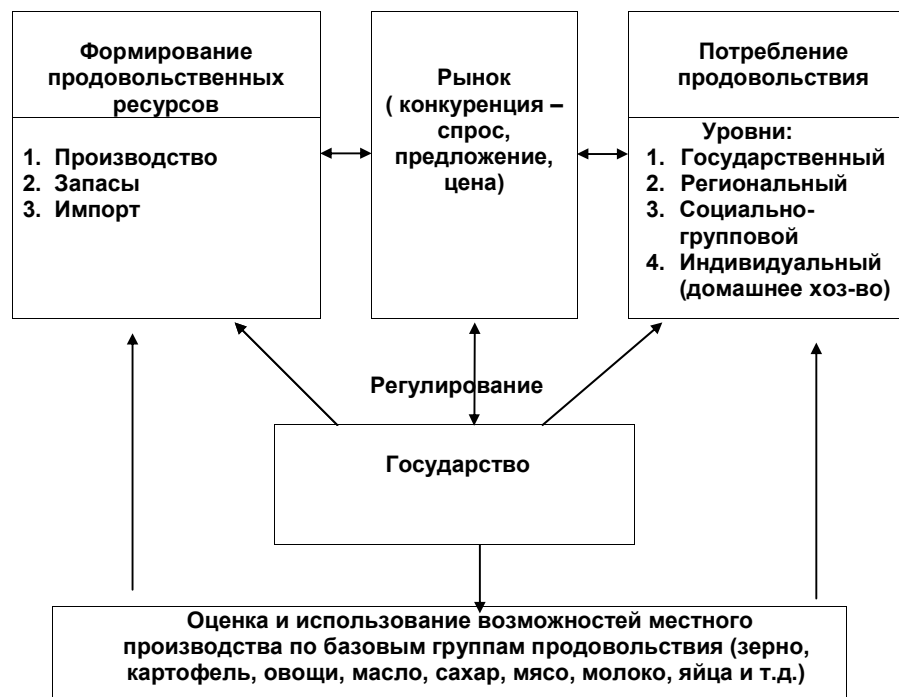 Формирование
продовольственных
ресурсов
1. Производство
2. Запасы
3. Импорт
Рынок
( конкуренция –
спрос,
предложение,
цена)
Потребление
продовольствия
Уровни:
1. Государственный
2. Региональный
3. Социально-
групповой
4. Индивидуальный
(домашнее хоз-во)
Регулирование
Государство
Оценка и использование возможностей местного
производства по базовым группам продовольствия (зерно,
картофель, овощи, масло, сахар, мясо, молоко, яйца и т.д.)